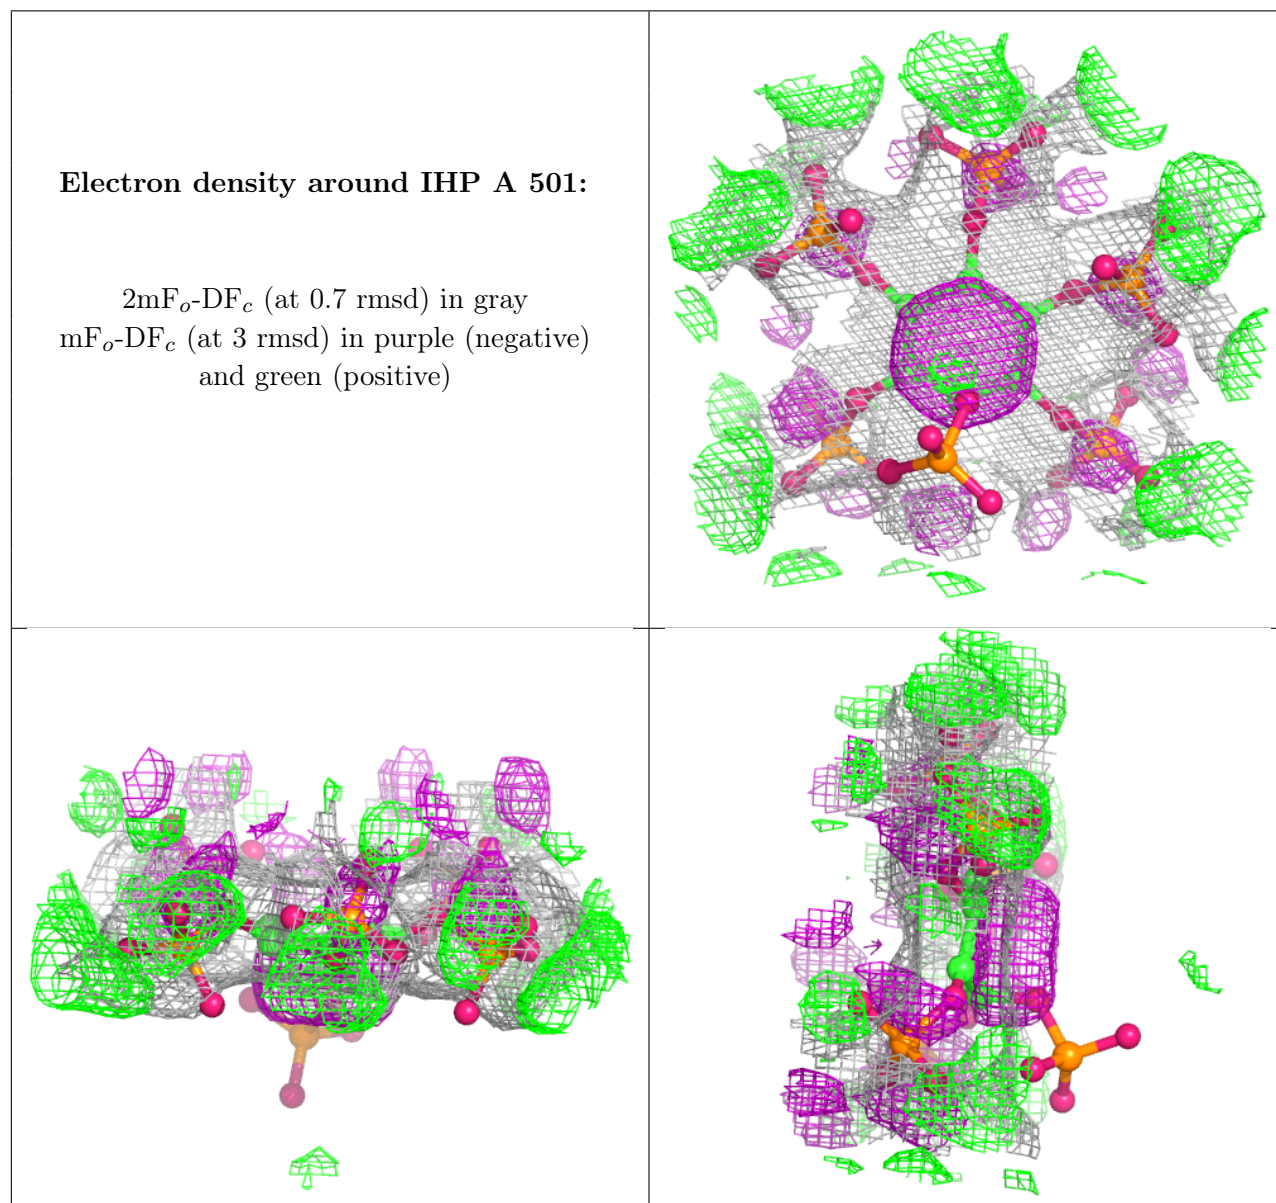 Electron density around IHP A 501:
2mFo-DFc (at 0.7 rmsd) in gray
mFo-DFc (at 3 rmsd) in purple (negative)
and green (positive)